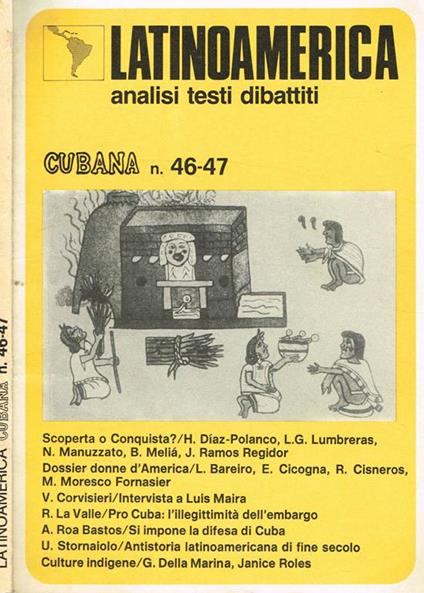 LATINOAMERICA
analisi testi dibattiti
CUBANA n. 46-47
Scoperta o Conquista?/H. Díaz-Polanco, L.G. Lumbreras,
N. Manuzzato, B. Meliá, J. Ramos Regidor
Dossier donne d'America/L. Bareiro, E. Cicogna, R. Cisneros,
M. Moresco Fornasier
V. Corvisieri/Intervista a Luis Maira
R. La Valle/Pro Cuba: l'illegittimità dell'embargo
A. Roa Bastos/Si impone la difesa di Cuba
U. Stornaiolo/Antistoria latinoamericana di fine secolo
Culture indigene/G. Della Marina, Janice Roles
LATINOAMERICA CUBANA n. 46-47